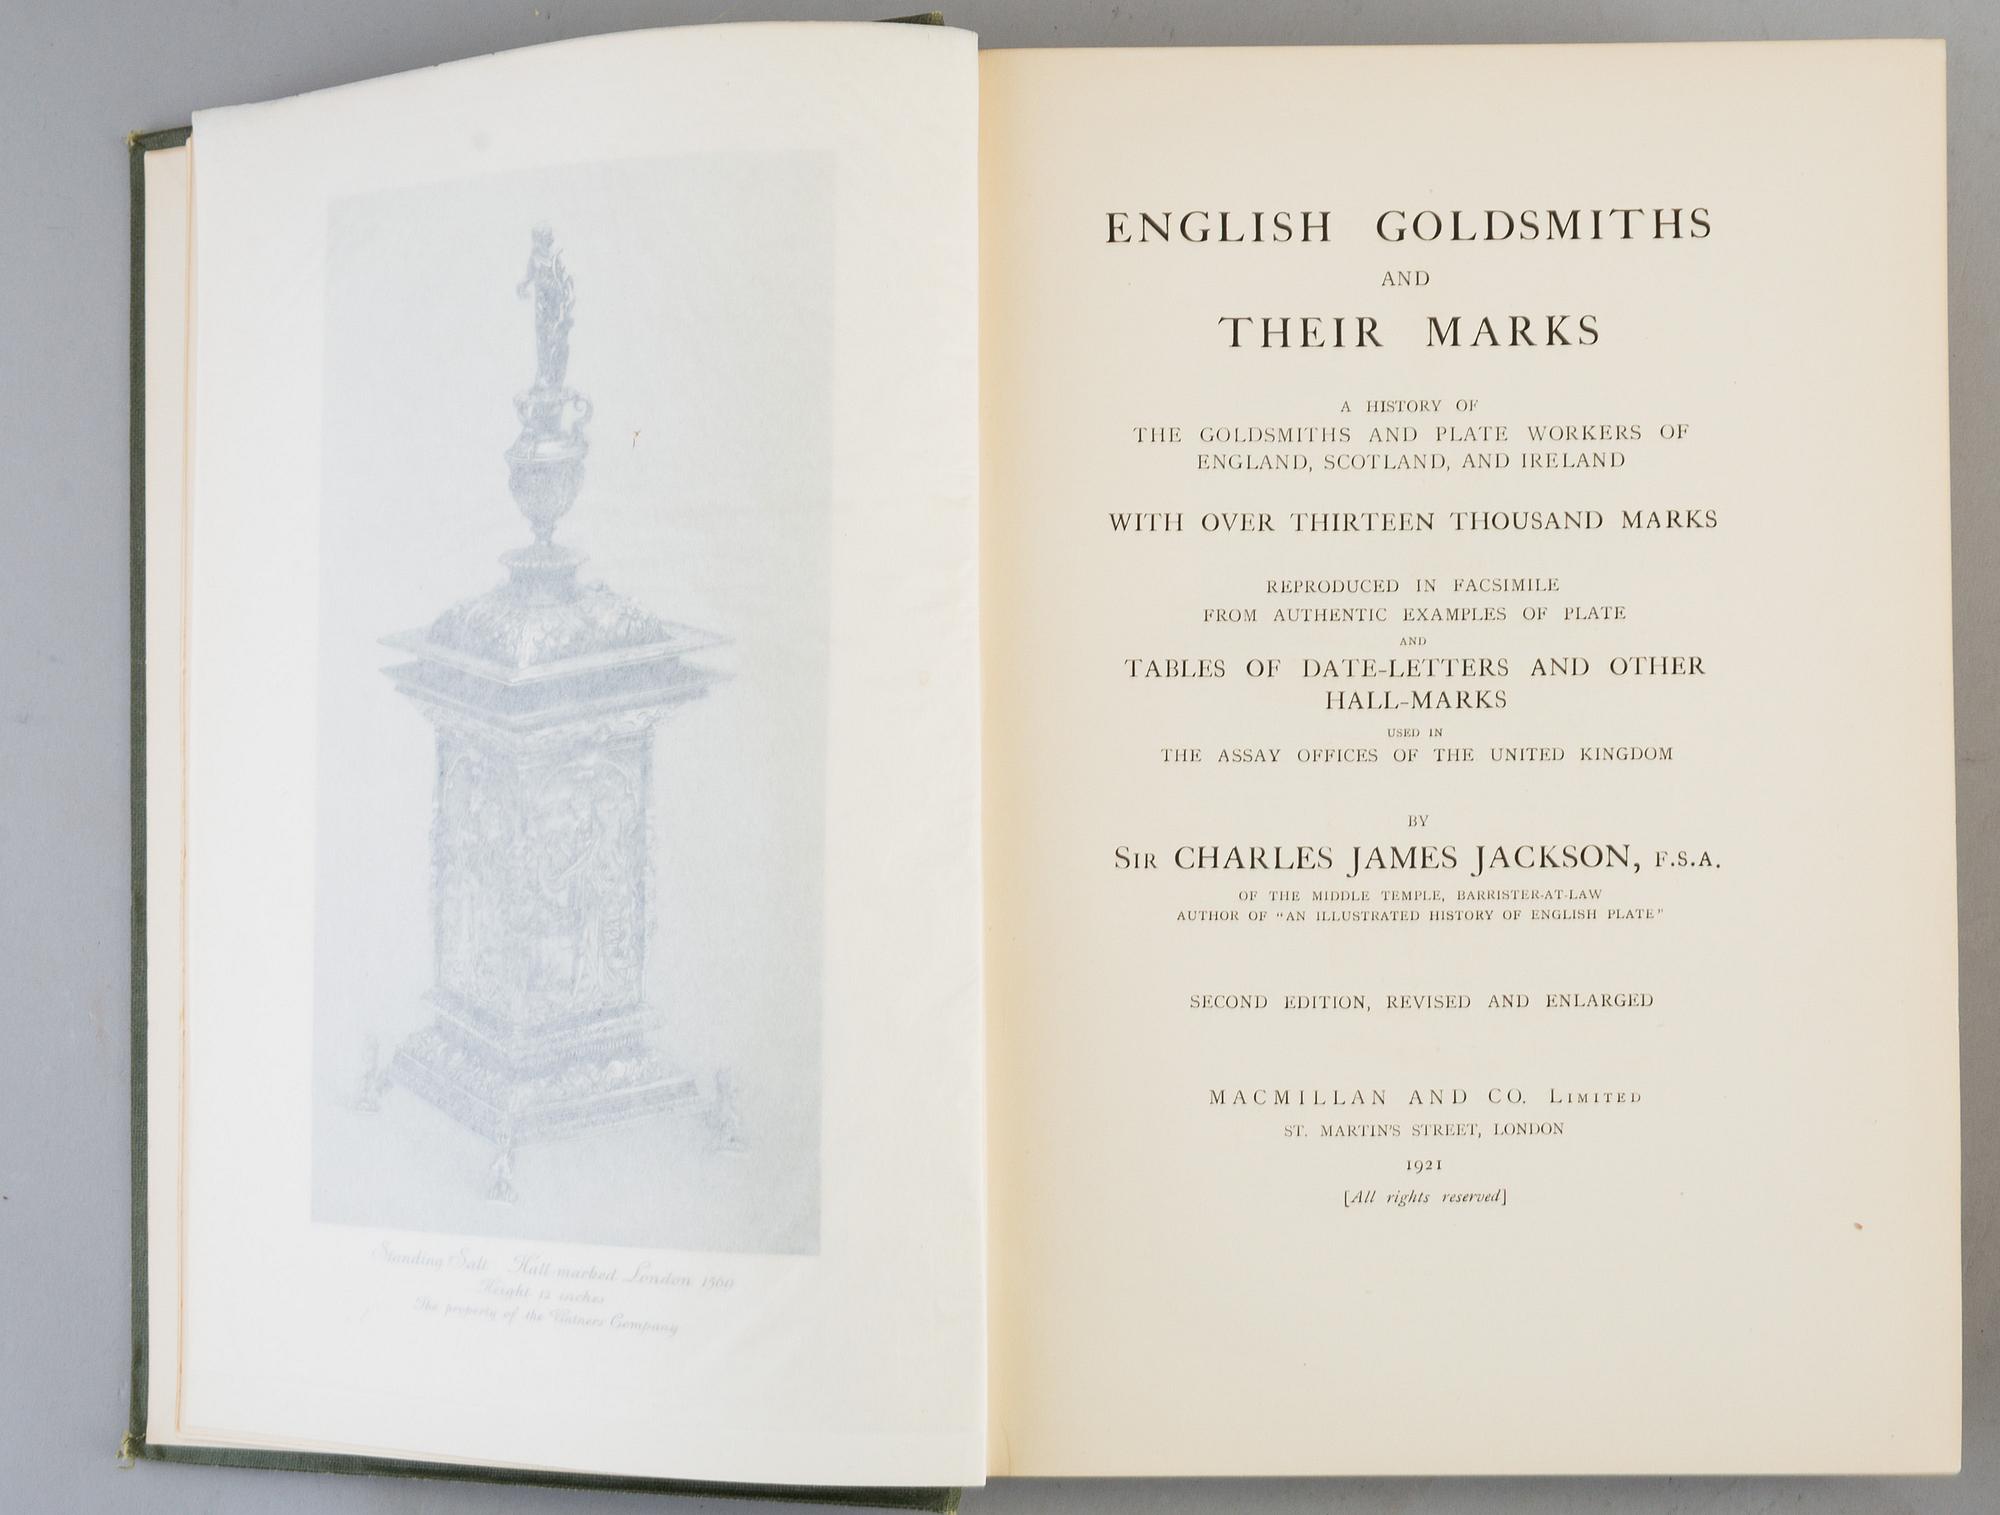 Standing Salt Hall-marked London 1569
Height 12 inches
The property of the Vintners Company
ENGLISH GOLDSMITHS
AND
THEIR MARKS
A HISTORY OF
THE GOLDSMITHS AND PLATE WORKERS OF
ENGLAND, SCOTLAND, AND IRELAND
WITH OVER THIRTEEN THOUSAND MARKS
REPRODUCED IN FACSIMILE
FROM AUTHENTIC EXAMPLES OF PLATE
AND
TABLES OF DATE-LETTERS AND OTHER
HALL-MARKS
USED IN
THE ASSAY OFFICES OF THE UNITED KINGDOM
BY
SIR CHARLES JAMES JACKSON, F.S.A.
OF THE MIDDLE TEMPLE, BARRISTER-AT-LAW
AUTHOR OF "AN ILLUSTRATED HISTORY OF ENGLISH PLATE"
SECOND EDITION, REVISED AND ENLARGED
MACMILLAN AND CO. LIMITED
ST. MARTIN'S STREET, LONDON
1921
[All rights reserved]